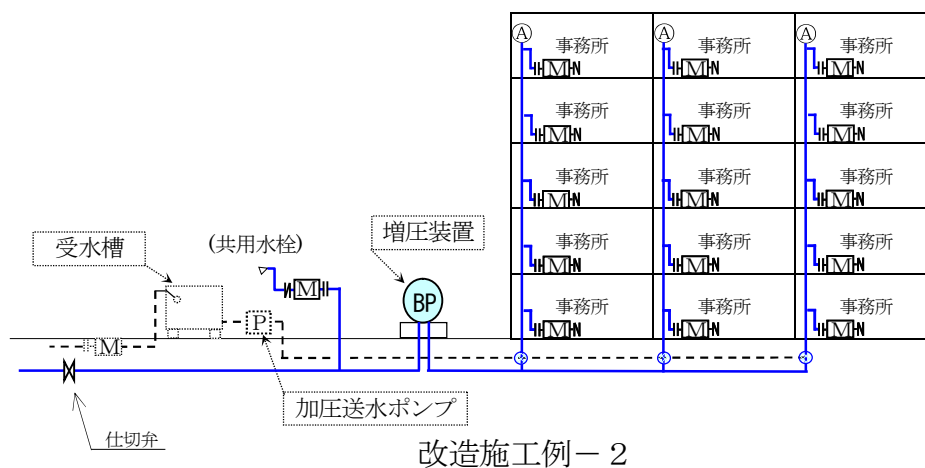 Ⓐ Ⓐ Ⓐ
事務所 事務所 事務所
M N M N M N
事務所 事務所 事務所
M N M N M N
事務所 事務所 事務所
M N M N M N
事務所 事務所 事務所
M N M N M N
事務所 事務所 事務所
M N M N M N
受水槽
(共用水栓)
増圧装置
M
BP
P
M
加圧送水ポンプ
仕切弁
改造施工例－２